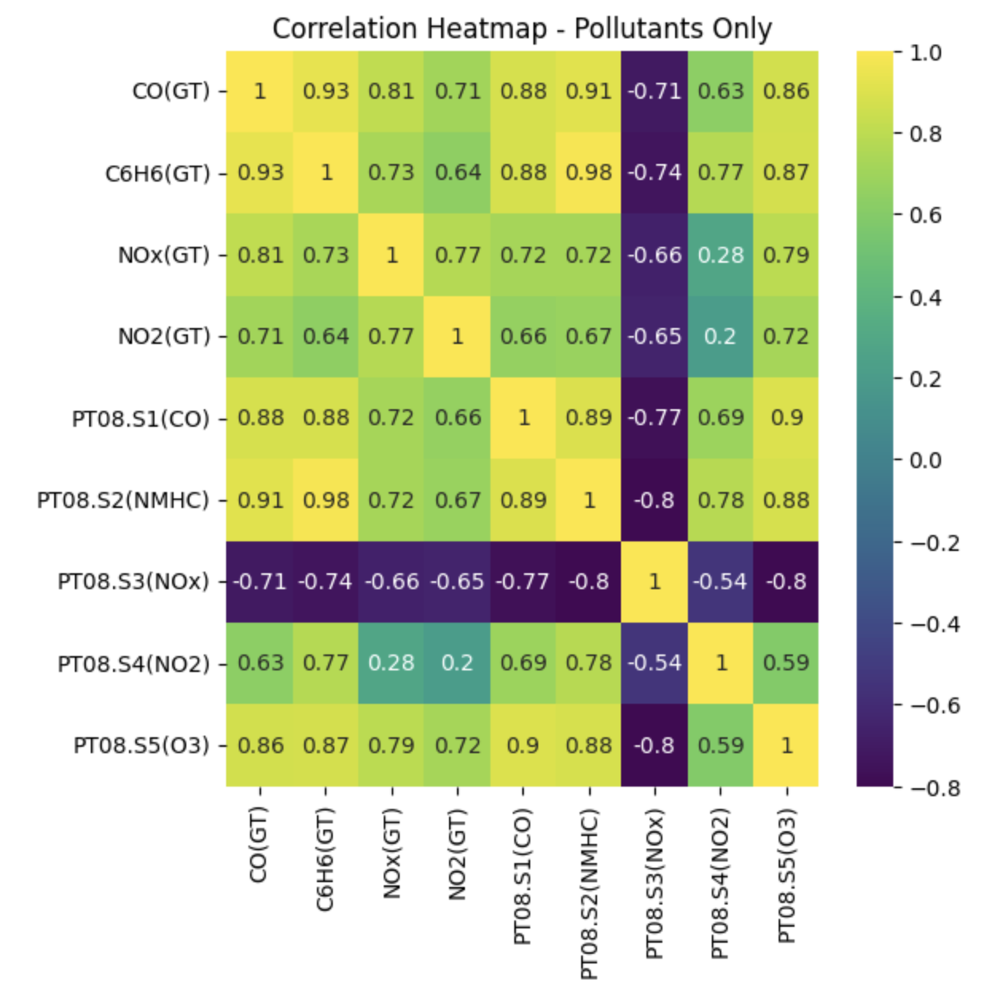 Correlation Heatmap - Pollutants Only
CO(GT) 1 0.93 0.81 0.71 0.88 0.91 -0.71 0.63 0.86
C6H6(GT) 0.93 1 0.73 0.64 0.88 0.98 -0.74 0.77 0.87
NOx(GT) 0.81 0.73 1 0.77 0.72 0.72 -0.66 0.28 0.79
NO2(GT) 0.71 0.64 0.77 1 0.66 0.67 -0.65 0.2 0.72
PT08.S1(CO) 0.88 0.88 0.72 0.66 1 0.89 -0.77 0.69 0.9
PT08.S2(NMHC) 0.91 0.98 0.72 0.67 0.89 1 -0.8 0.78 0.88
PT08.S3(NOx) -0.71 -0.74 -0.66 -0.65 -0.77 -0.8 1 -0.54 -0.8
PT08.S4(NO2) 0.63 0.77 0.28 0.2 0.69 0.78 -0.54 1 0.59
PT08.S5(O3) 0.86 0.87 0.79 0.72 0.9 0.88 -0.8 0.59 1
CO(GT)
C6H6(GT)
NOx(GT)
NO2(GT)
PT08.S1(CO)
PT08.S2(NMHC)
PT08.S3(NOx)
PT08.S4(NO2)
PT08.S5(O3)
1.0
0.8
0.6
0.4
0.2
0.0
−0.2
−0.4
−0.6
−0.8